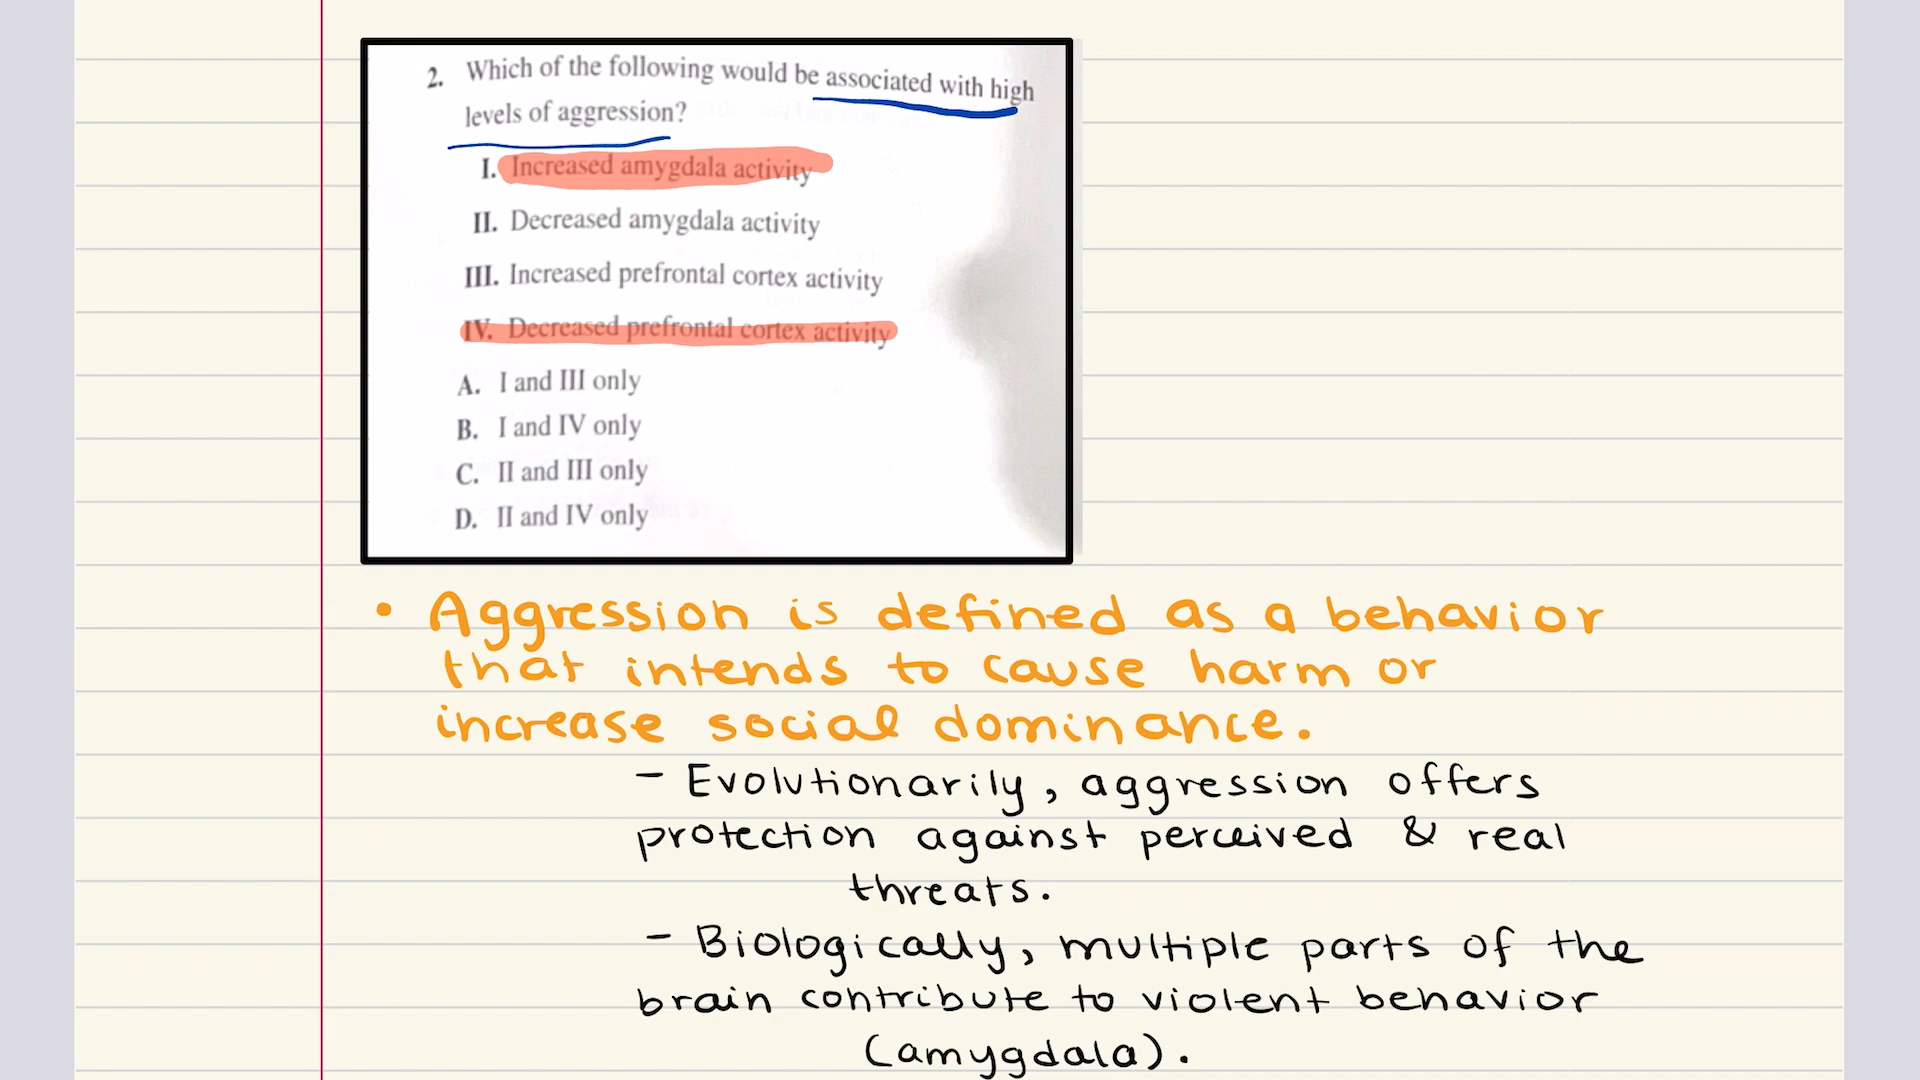 2. Which of the following would be associated with high
levels of aggression?
I. Increased amygdala activity
II. Decreased amygdala activity
III. Increased prefrontal cortex activity
IV. Decreased prefrontal cortex activity
A. I and III only
B. I and IV only
C. II and III only
D. II and IV only
• Aggression is defined as a behavior
that intends to cause harm or
increase social dominance.
- Evolutionarily, aggression offers
protection against perceived & real
threats.
- Biologically, multiple parts of the
brain contribute to violent behavior
(amygdala).